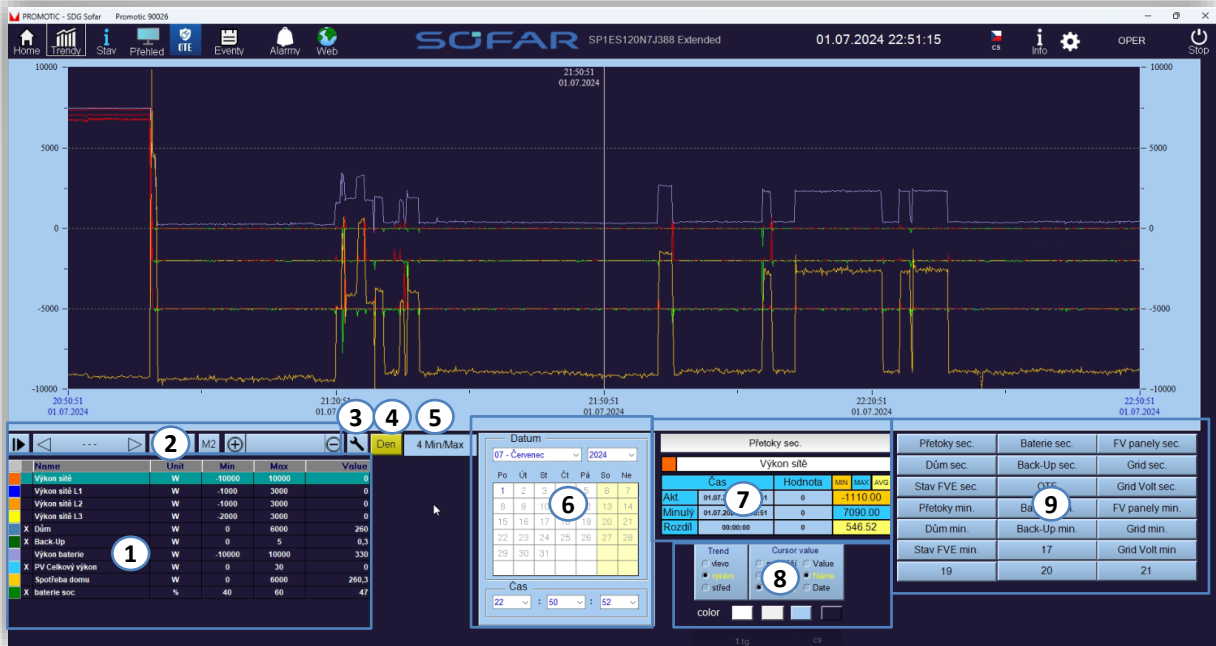 PROMOTIC - SDG Sofar Promotic 90026
Home Trendy Stav Přehled OTE Eventy Alarmy Web SOFAR SP1ES120N7J388 Extended 01.07.2024 22:51:15 cs Info OPER Stop
10000 10000
21:50:51
01.07.2024
5000 5000
0 0
-5000 -5000
-10000 -10000
20:50:51 21:50:51 22:20:51 22:50:51
01.07.2024 01.07.2024 01.07.2024 01.07.2024
3 4 5
--- 2 M2 Den 4 Min/Max
Name Unit Min Max Value
Výkon sítě W -10000 10000 0
Výkon sítě L1 W -1000 3000 0
Výkon sítě L2 W -1000 3000 0
Výkon sítě L3 W -2000 3000 0
X Dům W 0 6000 260
X Back-Up W 0 5 0,3
Výkon baterie W -10000 10000 330
X PV Celkový výkon W 0 30 0
Spotřeba domu W 0 6000 260,3
X baterie soc % 40 60 47
1
Datum
07 - Červenec 2024
Po Út St Čt Pá So Ne
1 2 3 5 6 7
8 9 10 12 13 14
15 16 17 19 20 21
22 23 24 25 26 27 28
29 30 31
6
Čas
22 : 50 : 52
Přetoky sec.
Výkon sítě
Čas Hodnota MIN MAX AVG
Akt. 0 -1110.00
Minulý 0 7090.00
Rozdíl 00:00:00 0 546.52
7
Trend Cursor value
vlevo Value
vpravo Name
střed Date
8
color
1.tg cs
Přetoky sec. Baterie sec. FV panely sec.
Dům sec. Back-Up sec. Grid sec.
Stav FVE sec. OTE Grid Volt sec.
Přetoky min. FV panely min.
9
Dům min. Back-Up min. Grid min.
Stav FVE min. 17 Grid Volt min
19 20 21